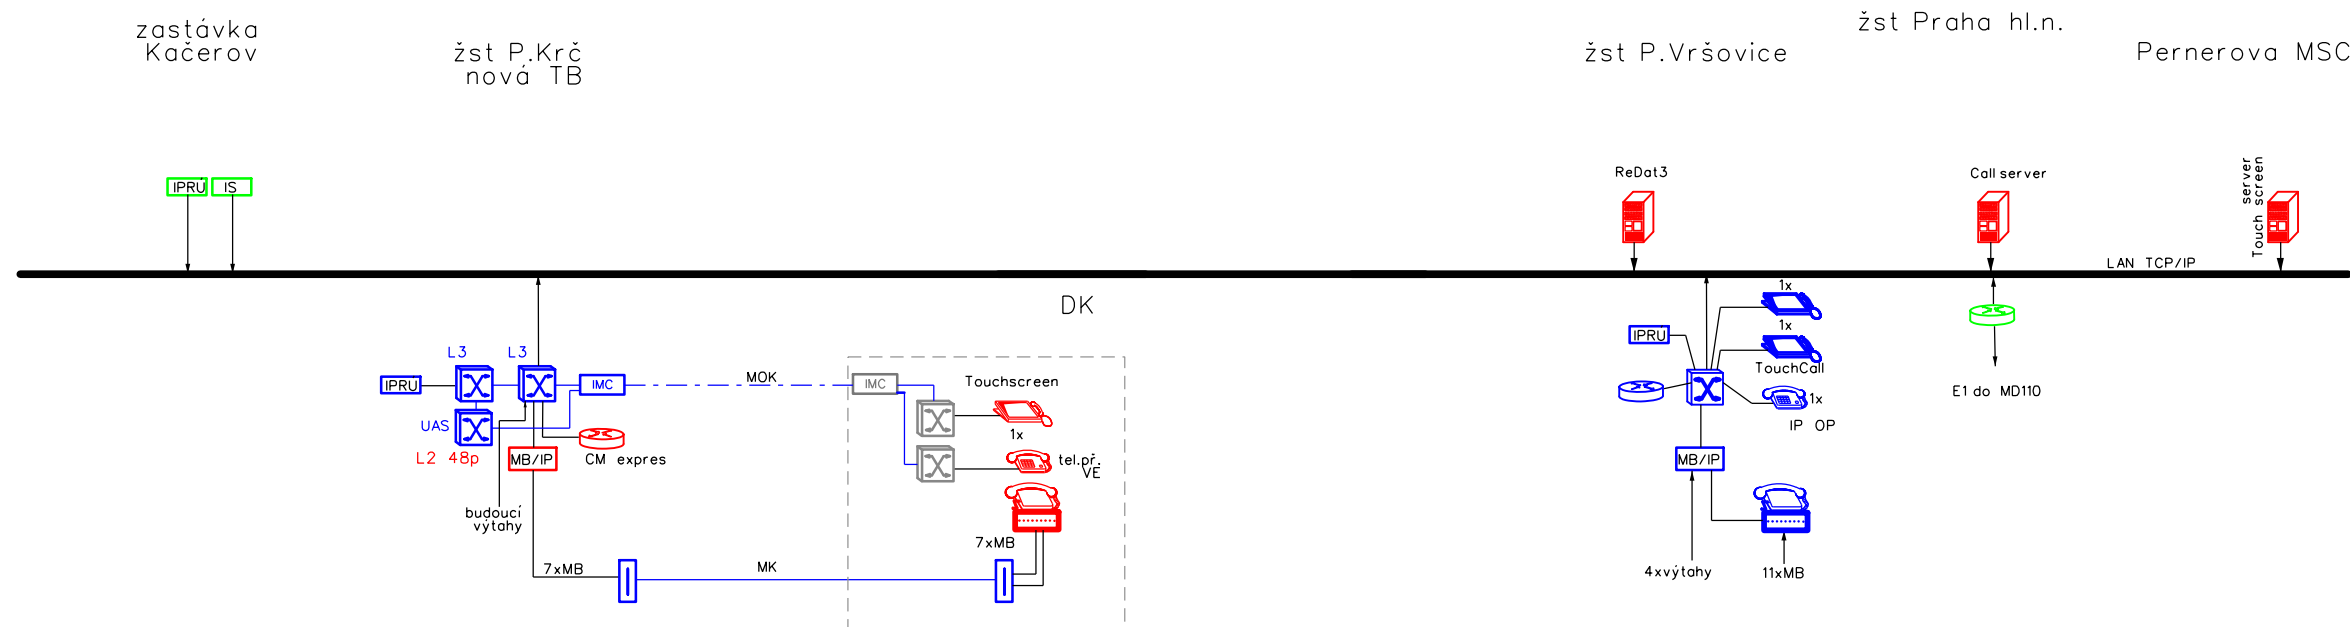 zastávka
Kačerov
žst P.Krč
nová TB
žst P.Vršovice
žst Praha hl.n.
Pernerova MSC
IPRÚ
IS
ReDat3
Call server
Touch screen
server
LAN TCP/IP
DK
L3
L3
IPRÚ
IMC
MOK
IMC
Touchscreen
1x
UAS
L2 48p
MB/IP
CM expres
tel.př.
VE
budoucí
výtahy
7xMB
MK
7xMB
1x
IPRÚ
1x
TouchCall
1x
IP OP
MB/IP
4xvýtahy
11xMB
E1 do MD110